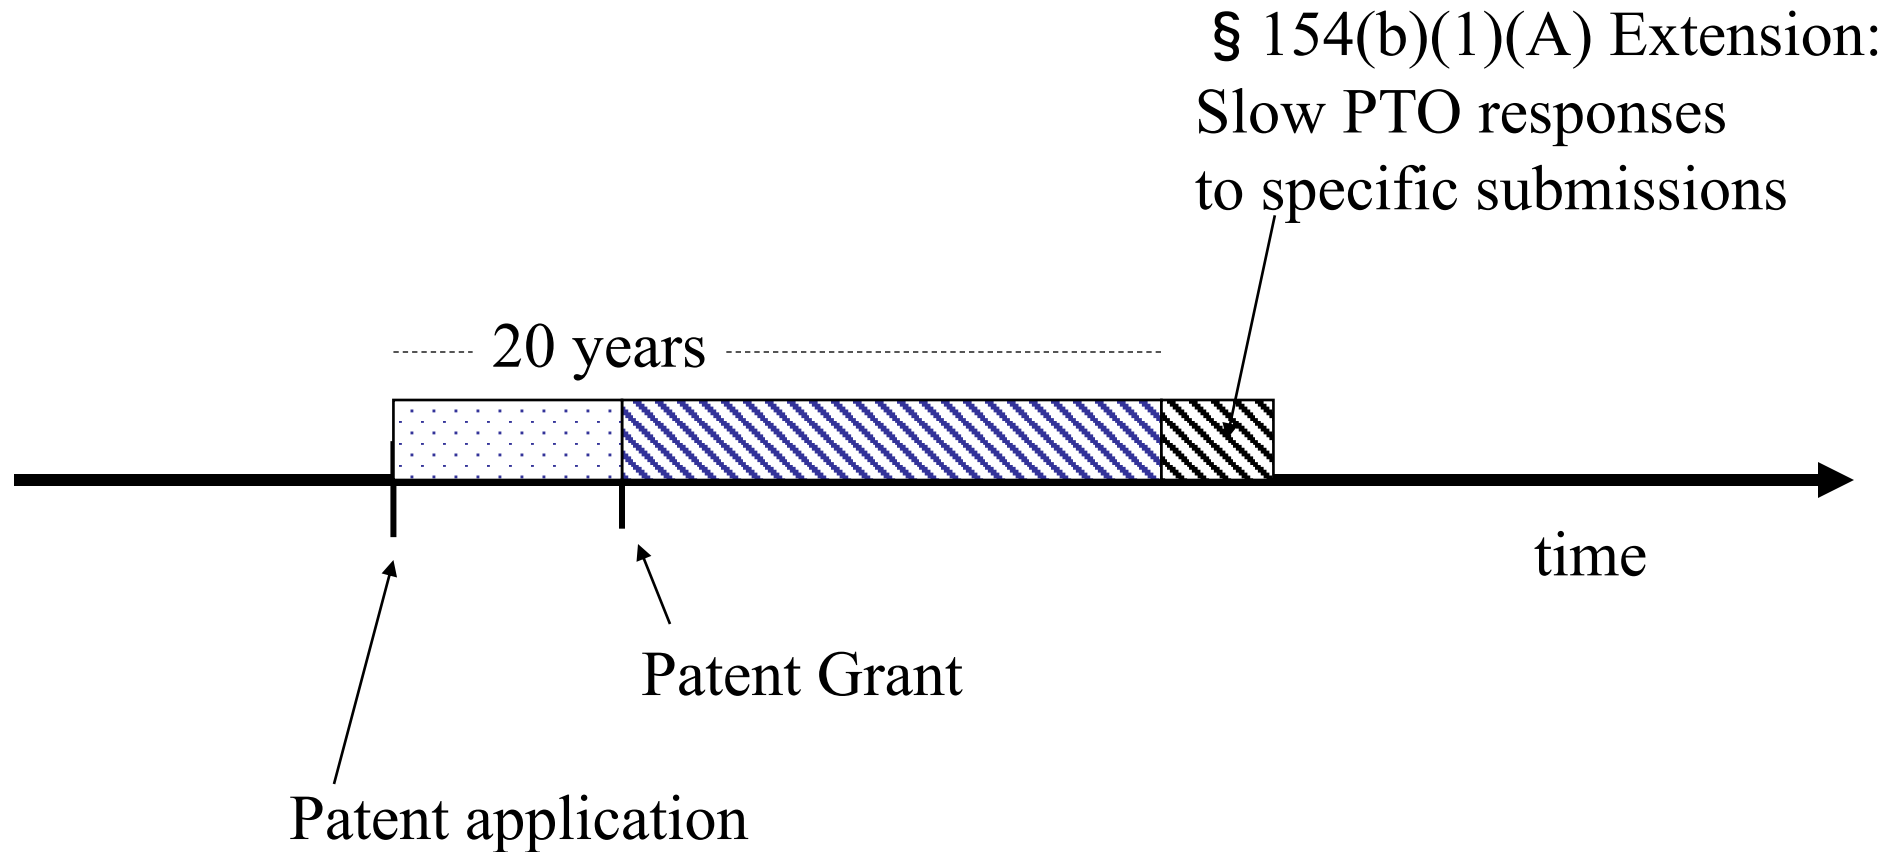 § 154(b)(1)(A) Extension:
Slow PTO responses
to specific submissions
20 years
time
Patent Grant
Patent application